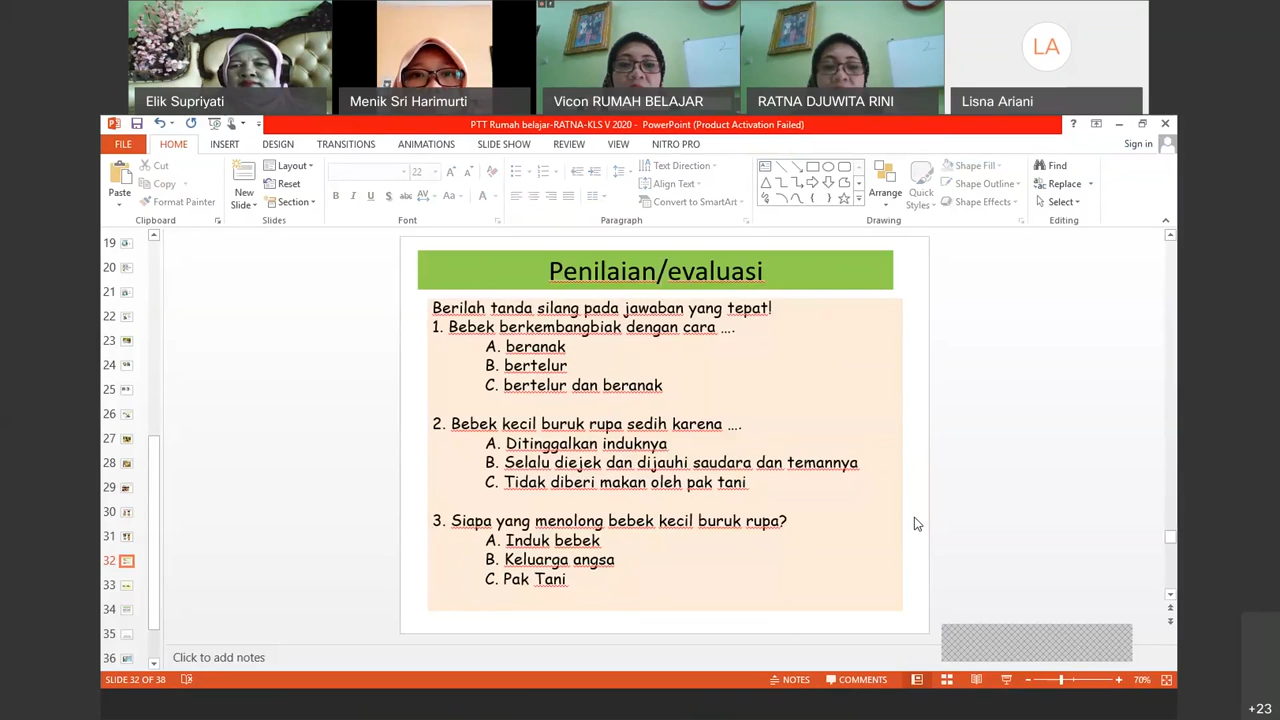 LA
Elik Supriyati
Menik Sri Harimurti
Vicon RUMAH BELAJAR
RATNA DJUWITA RINI
Lisna Ariani
PTT Rumah belajar-RATNA-KLS V 2020 - PowerPoint (Product Activation Failed)
FILE HOME INSERT DESIGN TRANSITIONS ANIMATIONS SLIDE SHOW REVIEW VIEW NITRO PRO Sign in
Paste
Cut
Copy
Format Painter
Clipboard
New Slide
Layout
Reset
Section
Slides
22
B I U S abc AV Aa A
Font
Text Direction
Align Text
Convert to SmartArt
Paragraph
Arrange
Quick Styles
Shape Fill
Shape Outline
Shape Effects
Drawing
Find
Replace
Select
Editing
19
20
21
22
23
24
25
26
27
28
29
30
31
32
33
34
35
36
Penilaian/evaluasi
Berilah tanda silang pada jawaban yang tepat!
1. Bebek berkembangbiak dengan cara ....
A. beranak
B. bertelur
C. bertelur dan beranak
2. Bebek kecil buruk rupa sedih karena ....
A. Ditinggalkan induknya
B. Selalu diejek dan dijauhi saudara dan temannya
C. Tidak diberi makan oleh pak tani
3. Siapa yang menolong bebek kecil buruk rupa?
A. Induk bebek
B. Keluarga angsa
C. Pak Tani
Click to add notes
SLIDE 32 OF 38 NOTES COMMENTS 70%
+23